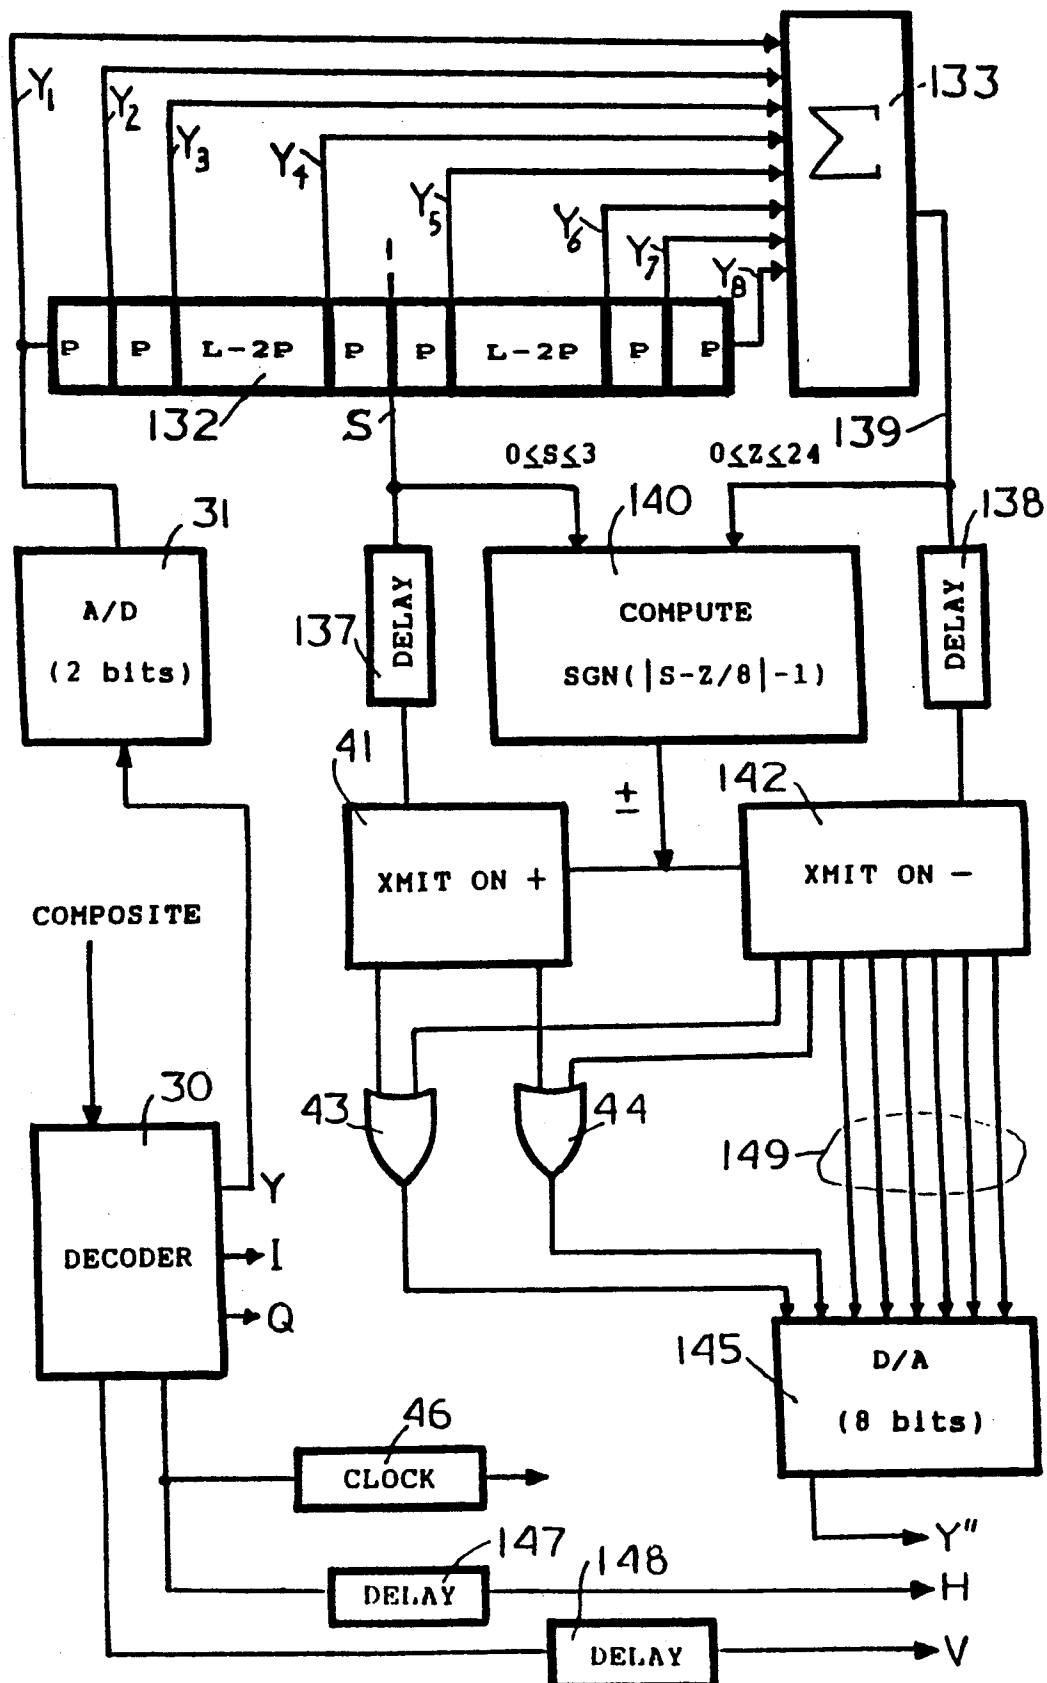 133
Σ
Y1
Y2
Y3
Y4
Y5
Y6
Y7
Y8
P P L-2P P P L-2P P P
132
S
139
0≤S≤3
0≤Z≤24
31
140
138
A/D
(2 bits)
137
DELAY
COMPUTE
SGN(|S-Z/8|-1)
DELAY
41
±
142
XMIT ON +
XMIT ON −
COMPOSITE
30
43
44
149
DECODER
Y
I
Q
145
D/A
(8 bits)
46
CLOCK
Y"
147
DELAY
H
148
DELAY
V